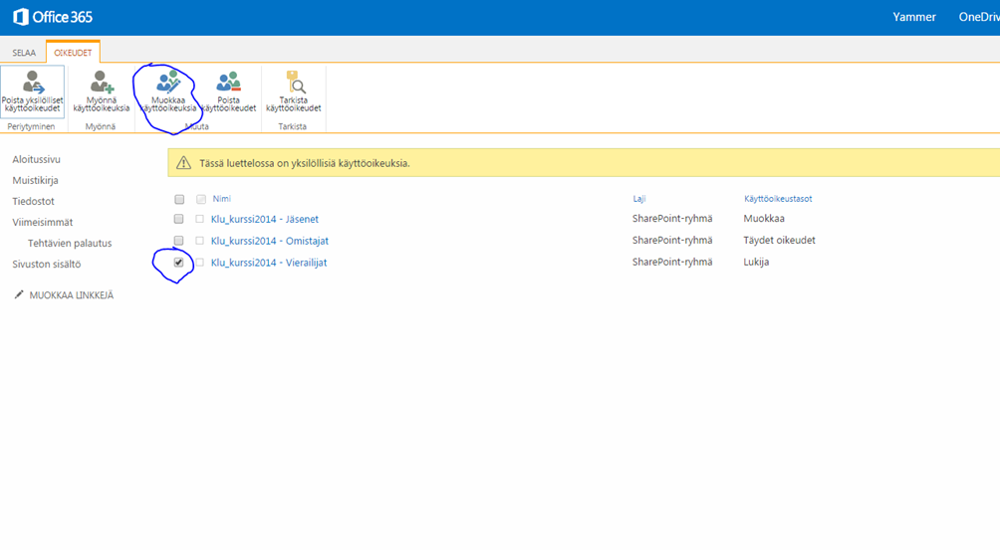 Office 365
Yammer
OneDriv
SELAA
OIKEUDET
Poista yksilölliset
käyttöoikeudet
Myönnä
käyttöoikeuksia
Muokkaa
käyttöoikeuksia
Poista
käyttöoikeudet
Tarkista
käyttöoikeudet
Periytyminen
Myönnä
Muuta
Tarkista
Aloitussivu
Muistikirja
Tiedostot
Viimeisimmät
Tehtävien palautus
Sivuston sisältö
MUOKKAA LINKKEJÄ
Tässä luettelossa on yksilöllisiä käyttöoikeuksia.
Nimi Laji Käyttöoikeustasot
Klu_kurssi2014 - Jäsenet SharePoint-ryhmä Muokkaa
Klu_kurssi2014 - Omistajat SharePoint-ryhmä Täydet oikeudet
Klu_kurssi2014 - Vierailijat SharePoint-ryhmä Lukija